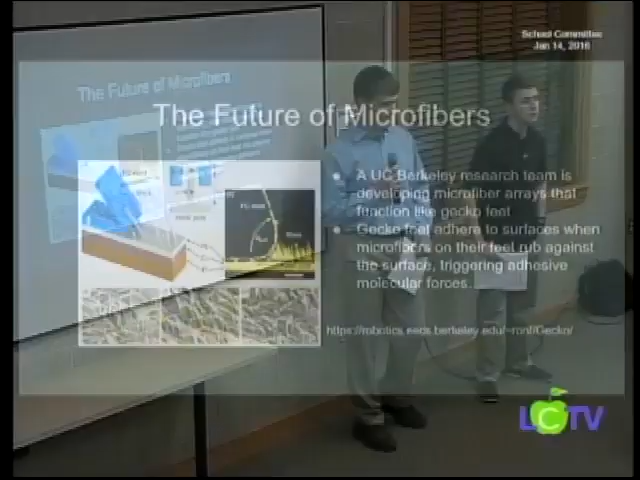 School Committee
Jan 14, 2016
The Future of Microfibers
The Future of Microfibers
A UC Berkeley research team is
developing microfiber arrays that
function like gecko feet
Gecko feet adhere to surfaces when
microfibers on their feet rub against
the surface, triggering adhesive
molecular forces.
https://robotics.eecs.berkeley.edu/~ronf/Gecko/
LCTV